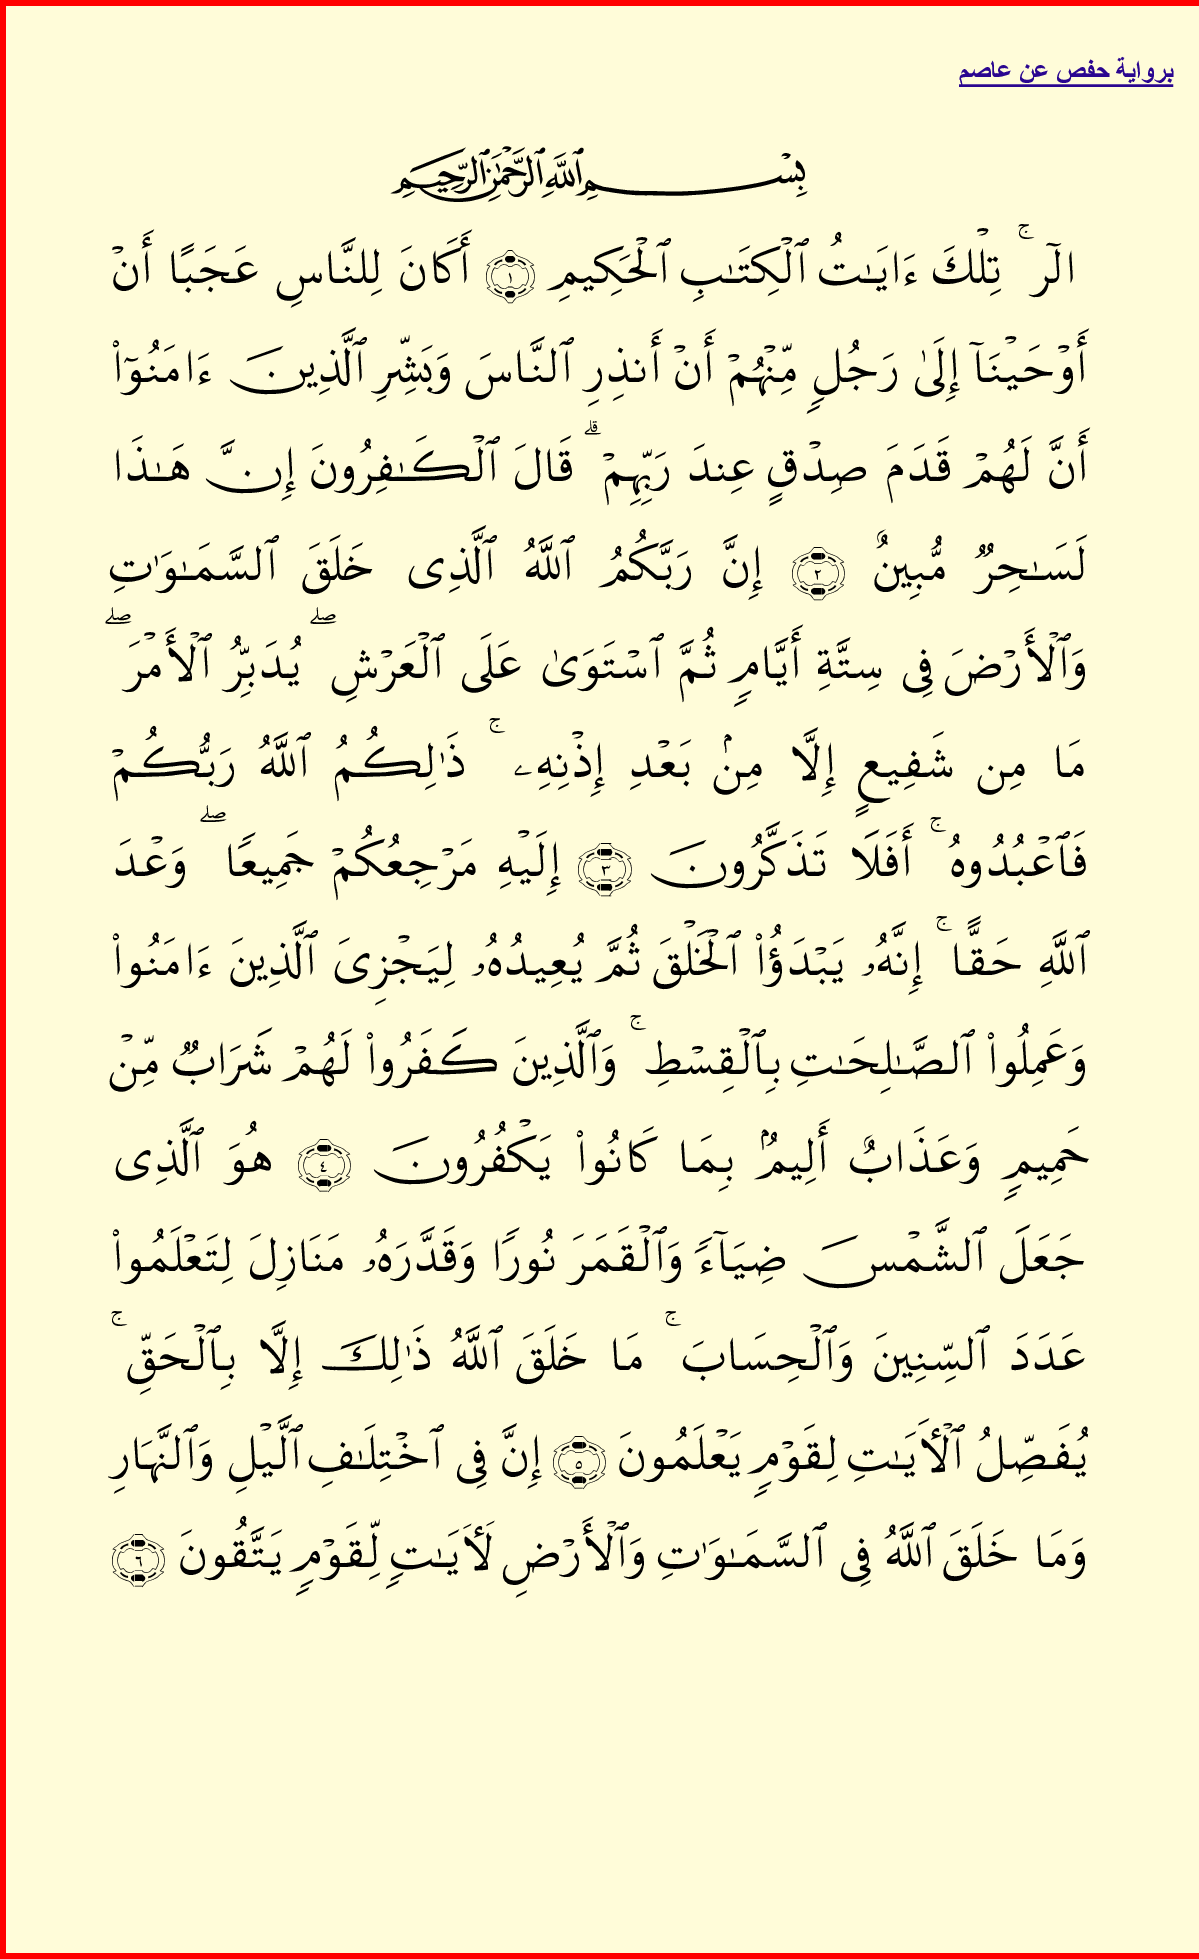 برواية حفص عن عاصم
بِسْمِ ٱللَّهِ ٱلرَّحْمَٰنِ ٱلرَّحِيمِ
الٓر ۚ تِلْكَ ءَايَـٰتُ ٱلْكِتَـٰبِ ٱلْحَكِيمِ ١ أَكَانَ لِلنَّاسِ عَجَبًا أَنْ
أَوْحَيْنَآ إِلَىٰ رَجُلٍ مِّنْهُمْ أَنْ أَنذِرِ ٱلنَّاسَ وَبَشِّرِ ٱلَّذِينَ ءَامَنُوٓا۟
أَنَّ لَهُمْ قَدَمَ صِدْقٍ عِندَ رَبِّهِمْ ۗ قَالَ ٱلْكَـٰفِرُونَ إِنَّ هَـٰذَا
لَسَـٰحِرٌ مُّبِينٌ ٢ إِنَّ رَبَّكُمُ ٱللَّهُ ٱلَّذِى خَلَقَ ٱلسَّمَـٰوَٰتِ
وَٱلْأَرْضَ فِى سِتَّةِ أَيَّامٍ ثُمَّ ٱسْتَوَىٰ عَلَى ٱلْعَرْشِ ۖ يُدَبِّرُ ٱلْأَمْرَ ۖ
مَا مِن شَفِيعٍ إِلَّا مِنۢ بَعْدِ إِذْنِهِۦ ۚ ذَٰلِكُمُ ٱللَّهُ رَبُّكُمْ
فَٱعْبُدُوهُ ۚ أَفَلَا تَذَكَّرُونَ ٣ إِلَيْهِ مَرْجِعُكُمْ جَمِيعًا ۖ وَعْدَ
ٱللَّهِ حَقًّا ۚ إِنَّهُۥ يَبْدَؤُا۟ ٱلْخَلْقَ ثُمَّ يُعِيدُهُۥ لِيَجْزِىَ ٱلَّذِينَ ءَامَنُوا۟
وَعَمِلُوا۟ ٱلصَّـٰلِحَـٰتِ بِٱلْقِسْطِ ۚ وَٱلَّذِينَ كَفَرُوا۟ لَهُمْ شَرَابٌ مِّنْ
حَمِيمٍ وَعَذَابٌ أَلِيمٌۢ بِمَا كَانُوا۟ يَكْفُرُونَ ٤ هُوَ ٱلَّذِى
جَعَلَ ٱلشَّمْسَ ضِيَآءً وَٱلْقَمَرَ نُورًا وَقَدَّرَهُۥ مَنَازِلَ لِتَعْلَمُوا۟
عَدَدَ ٱلسِّنِينَ وَٱلْحِسَابَ ۚ مَا خَلَقَ ٱللَّهُ ذَٰلِكَ إِلَّا بِٱلْحَقِّ ۚ
يُفَصِّلُ ٱلْأَيَـٰتِ لِقَوْمٍ يَعْلَمُونَ ٥ إِنَّ فِى ٱخْتِلَـٰفِ ٱلَّيْلِ وَٱلنَّهَارِ
وَمَا خَلَقَ ٱللَّهُ فِى ٱلسَّمَـٰوَٰتِ وَٱلْأَرْضِ لَأَيَـٰتٍ لِّقَوْمٍ يَتَّقُونَ ٦